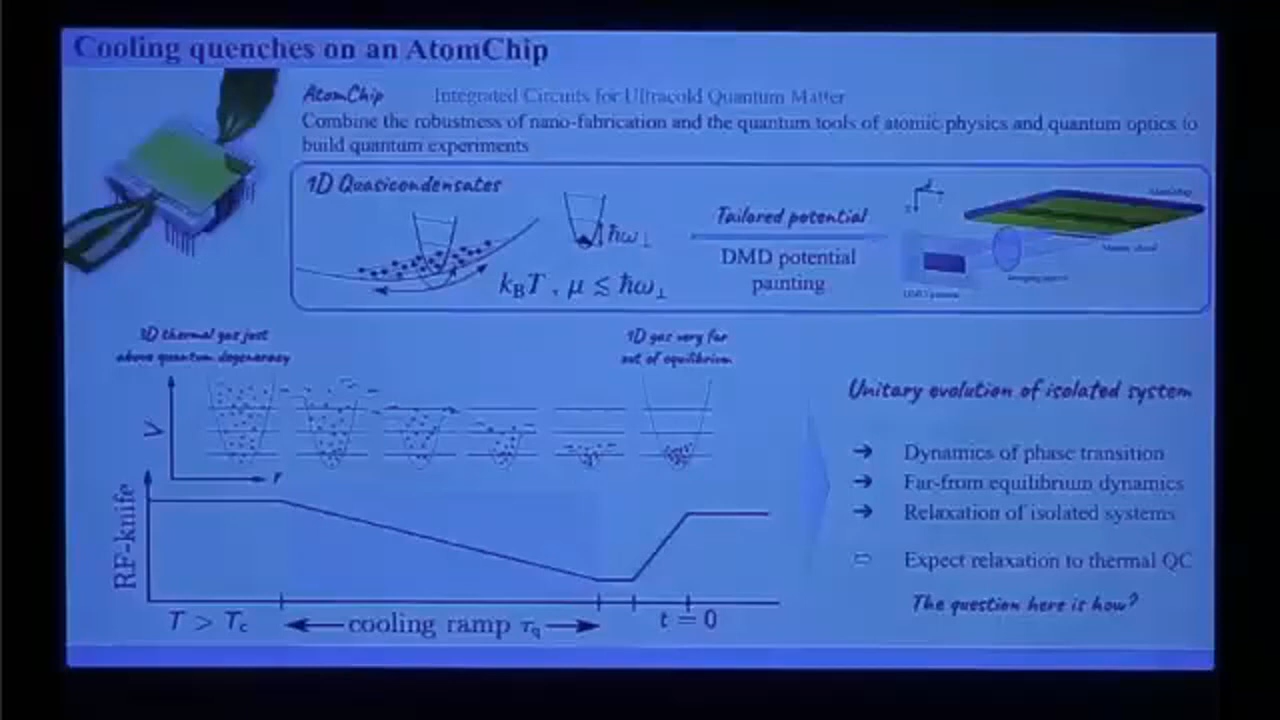 Cooling quenches on an AtomChip
AtomChip Integrated Circuits for Ultracold Quantum Matter
Combine the robustness of nano-fabrication and the quantum tools of atomic physics and quantum optics to
build quantum experiments
1D Quasicondensates
ħω⊥
k_BT , μ ≲ ħω⊥
Tailored potential
DMD potential
painting
3D thermal gas just
above quantum degeneracy
1D gas very far
out of equilibrium
V
r
RF-knife
T > T_c
cooling ramp τ_q
t = 0
Unitary evolution of isolated system
→ Dynamics of phase transition
→ Far-from equilibrium dynamics
→ Relaxation of isolated systems
⇨ Expect relaxation to thermal QC
The question here is how?